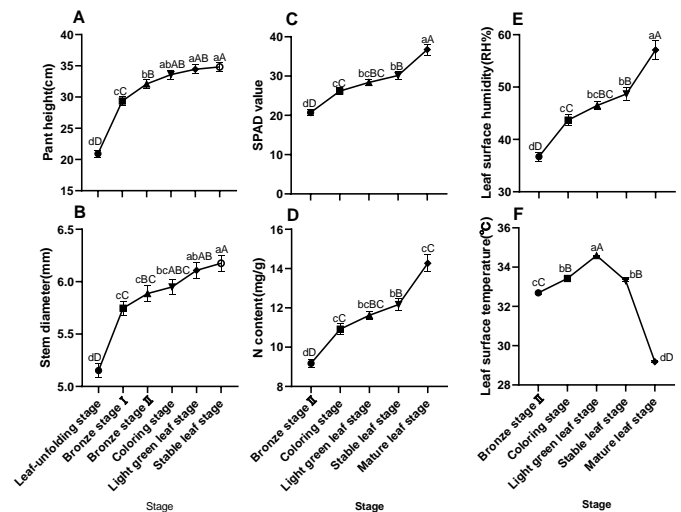 A
Pant height(cm)
40
35
30
25
20
15
dD
cC
bB
abAB
aAB
aA
B
Stem diameter(mm)
6.5
6.0
5.5
5.0
dD
cC
cBC
bcABC
abAB
aA
Leaf-unfolding stage
Bronze stage Ⅰ
Bronze stage Ⅱ
Coloring stage
Light green leaf stage
Stable leaf stage
Stage
C
SPAD value
40
30
20
10
0
dD
cC
bcBC
bB
aA
D
N content(mg/g)
16
14
12
10
8
dD
cC
bcBC
bB
cC
Bronze stage Ⅱ
Coloring stage
Light green leaf stage
Stable leaf stage
Mature leaf stage
Stage
E
Leaf surface humidity(RH%)
60
50
40
30
dD
cC
bcBC
bB
aA
F
Leaf surface temperature(℃)
36
34
32
30
28
cC
bB
aA
bB
dD
Bronze stage Ⅱ
Coloring stage
Light green leaf stage
Stable leaf stage
Mature leaf stage
Stage